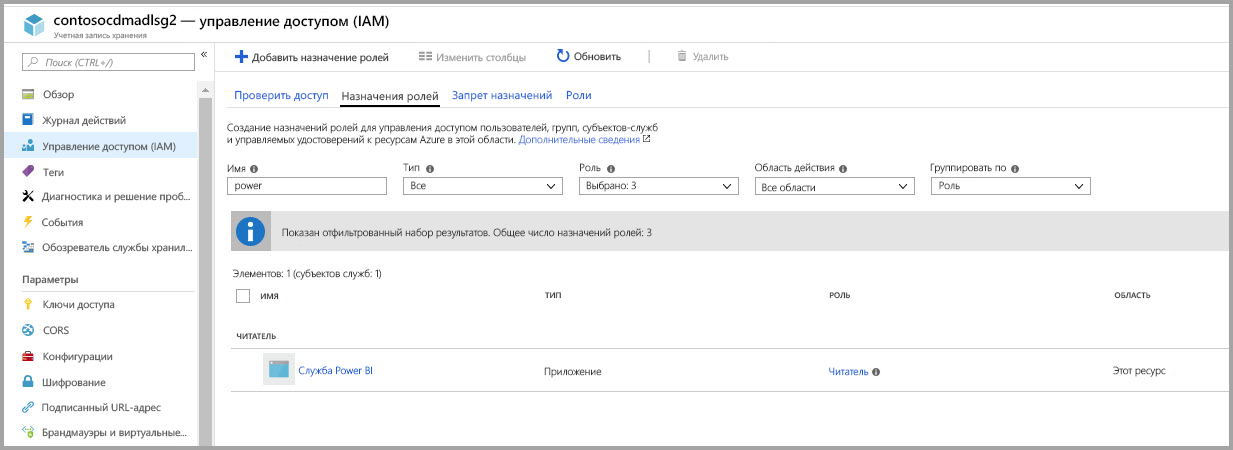 contosocdmadlsg2 — управление доступом (IAM)
Учетная запись хранения
Поиск (CTRL+/)
«
Обзор
Журнал действий
Управление доступом (IAM)
Теги
Диагностика и решение проб...
События
Обозреватель службы хранил...
Параметры
Ключи доступа
CORS
Конфигурации
Шифрование
Подписанный URL-адрес
Брандмауэры и виртуальные...
Добавить назначение ролей Изменить столбцы Обновить Удалить
Проверить доступ Назначения ролей Запрет назначений Роли
Создание назначений ролей для управления доступом пользователей, групп, субъектов-служб
и управляемых удостоверений к ресурсам Azure в этой области. Дополнительные сведения
Имя Тип Роль Область действия Группировать по
power Все Выбрано: 3 Все области Роль
Показан отфильтрованный набор результатов. Общее число назначений ролей: 3
Элементов: 1 (субъектов служб: 1)
ИМЯ ТИП РОЛЬ ОБЛАСТЬ
ЧИТАТЕЛЬ
Служба Power BI Приложение Читатель Этот ресурс